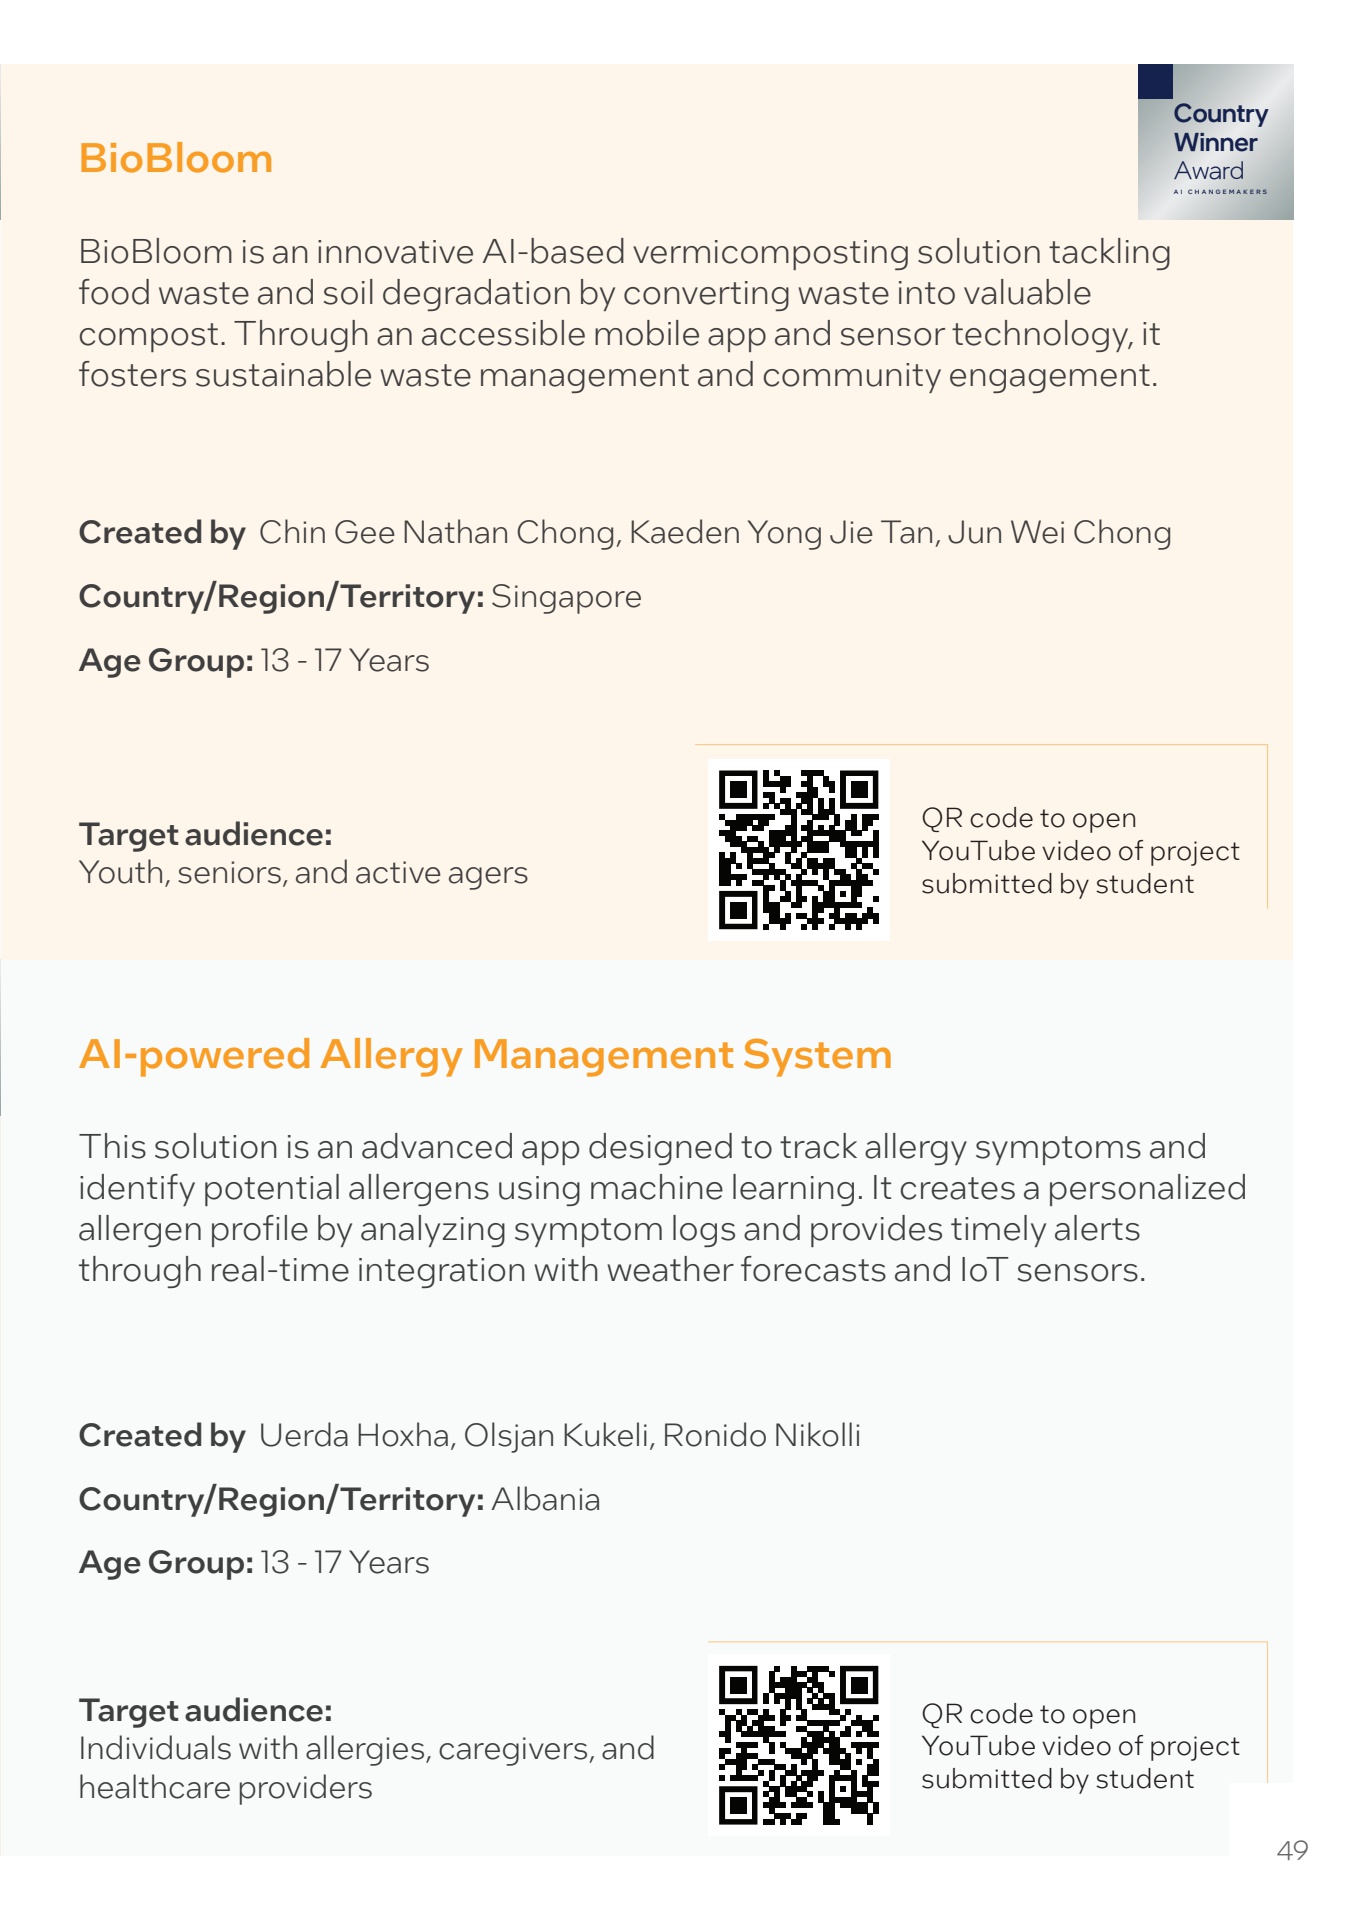 Country
Winner
Award
AI CHANGEMAKERS
BioBloom
BioBloom is an innovative AI-based vermicomposting solution tackling
food waste and soil degradation by converting waste into valuable
compost. Through an accessible mobile app and sensor technology, it
fosters sustainable waste management and community engagement.
Created by Chin Gee Nathan Chong, Kaeden Yong Jie Tan, Jun Wei Chong
Country/Region/Territory: Singapore
Age Group: 13 - 17 Years
Target audience:
Youth, seniors, and active agers
QR code to open
YouTube video of project
submitted by student
AI-powered Allergy Management System
This solution is an advanced app designed to track allergy symptoms and
identify potential allergens using machine learning. It creates a personalized
allergen profile by analyzing symptom logs and provides timely alerts
through real-time integration with weather forecasts and IoT sensors.
Created by Uerda Hoxha, Olsjan Kukeli, Ronido Nikolli
Country/Region/Territory: Albania
Age Group: 13 - 17 Years
Target audience:
Individuals with allergies, caregivers, and
healthcare providers
QR code to open
YouTube video of project
submitted by student
49